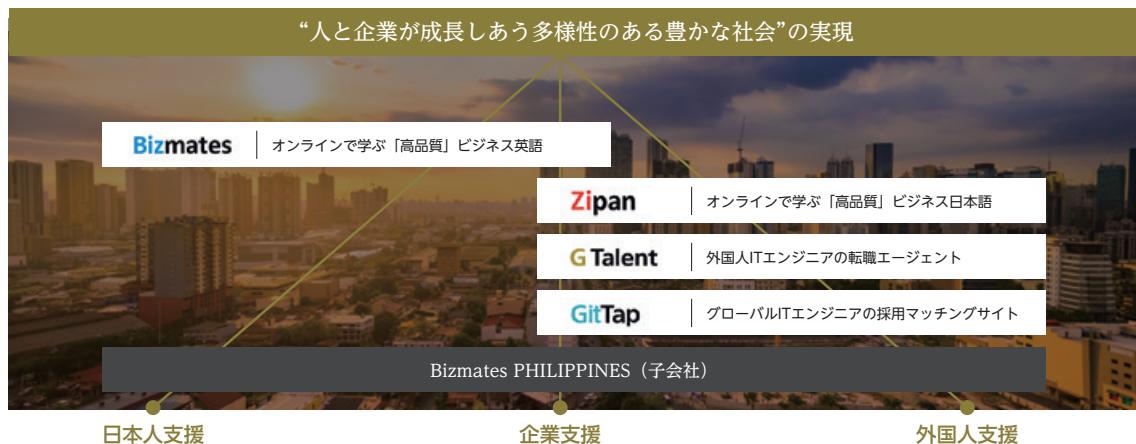 “人と企業が成長しあう多様性のある豊かな社会”の実現
Bizmates オンラインで学ぶ「高品質」ビジネス英語
Zipan オンラインで学ぶ「高品質」ビジネス日本語
G Talent 外国人ITエンジニアの転職エージェント
GitTap グローバルITエンジニアの採用マッチングサイト
Bizmates PHILIPPINES（子会社）
日本人支援 企業支援 外国人支援